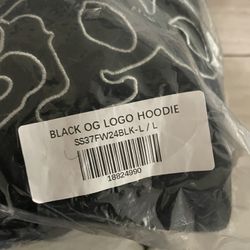 BLACK OG LOGO HOODIE
SS37FW24BLK-L / L
18824990